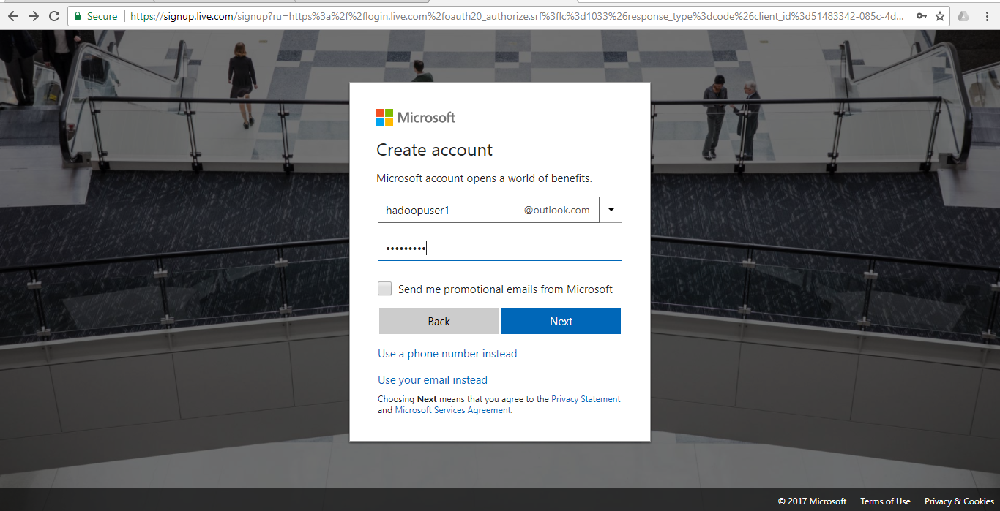 Secure
https://signup.live.com/signup?ru=https%3a%2f%2flogin.live.com%2foauth20_authorize.srf%3flc%3d1033%26response_type%3dcode%26client_id%3d51483342-085c-4d...
Microsoft
Create account
Microsoft account opens a world of benefits.
hadoopuser1 @outlook.com
•••••••••
Send me promotional emails from Microsoft
Back Next
Use a phone number instead
Use your email instead
Choosing Next means that you agree to the Privacy Statement
and Microsoft Services Agreement.
© 2017 Microsoft Terms of Use Privacy & Cookies